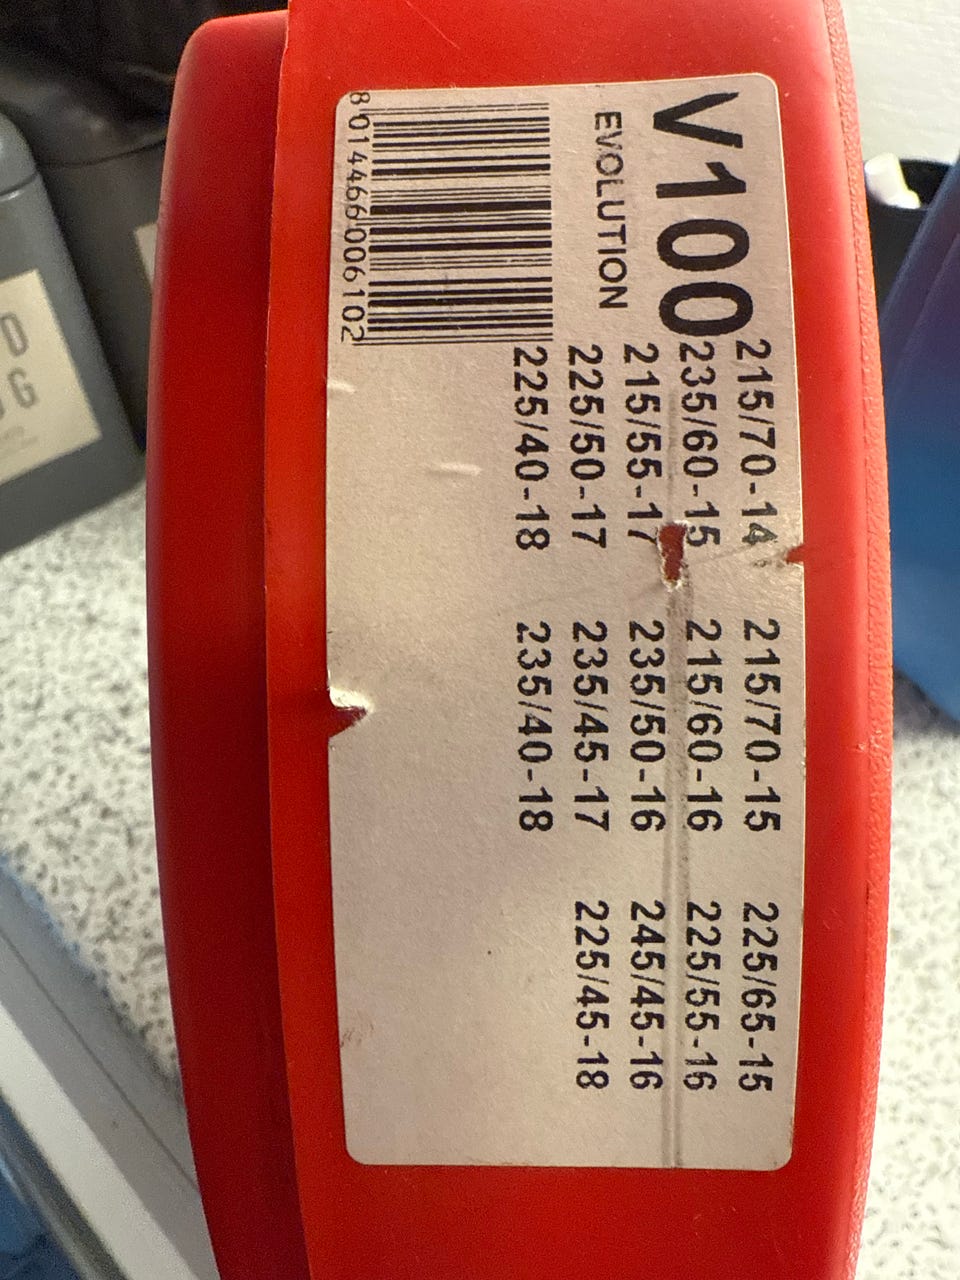 V100
EVOLUTION
8 014466 006102
215/70-14 215/70-15 225/65-15
235/60-15 215/60-16 225/55-16
215/55-17 235/50-16 245/45-16
225/50-17 235/45-17 225/45-18
225/40-18 235/40-18
D
G